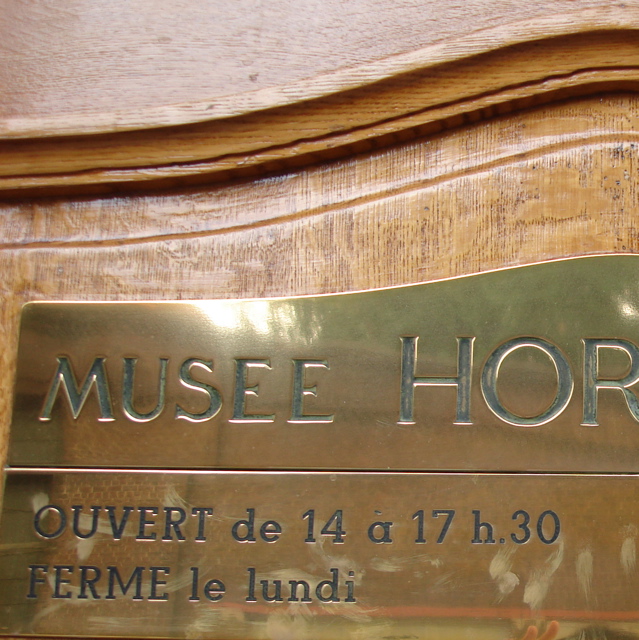 MUSEE HOR
OUVERT de 14 à 17 h.30
FERME le lundi